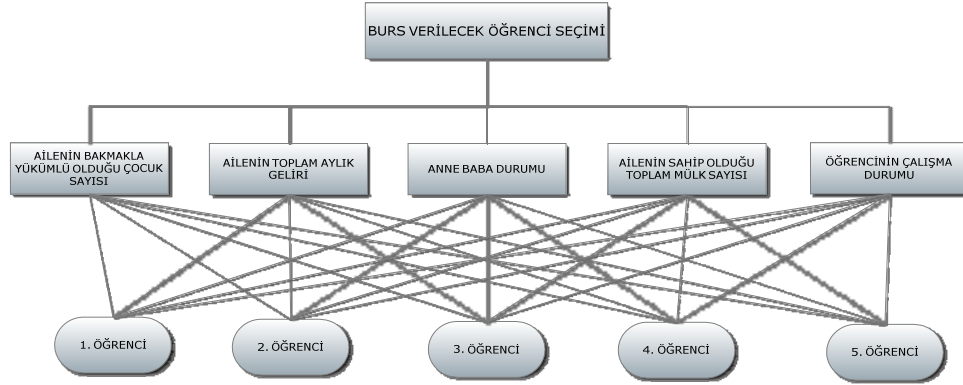 BURS VERİLECEK ÖĞRENCİ SEÇİMİ
AİLENİN BAKMAKLA
YÜKÜMLÜ OLDUĞU ÇOCUK
SAYISI
AİLENİN TOPLAM AYLIK
GELİRİ
ANNE BABA DURUMU
AİLENİN SAHİP OLDUĞU
TOPLAM MÜLK SAYISI
ÖĞRENCİNİN ÇALIŞMA
DURUMU
1. ÖĞRENCİ
2. ÖĞRENCİ
3. ÖĞRENCİ
4. ÖĞRENCİ
5. ÖĞRENCİ